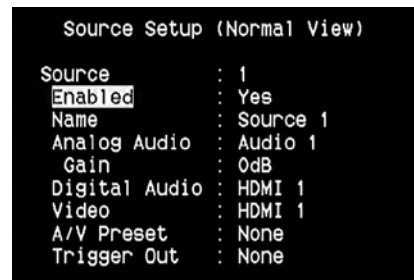 Source Setup (Normal View)
Source : 1
Enabled : Yes
Name : Source 1
Analog Audio : Audio 1
Gain : 0dB
Digital Audio : HDMI 1
Video : HDMI 1
A/V Preset : None
Trigger Out : None